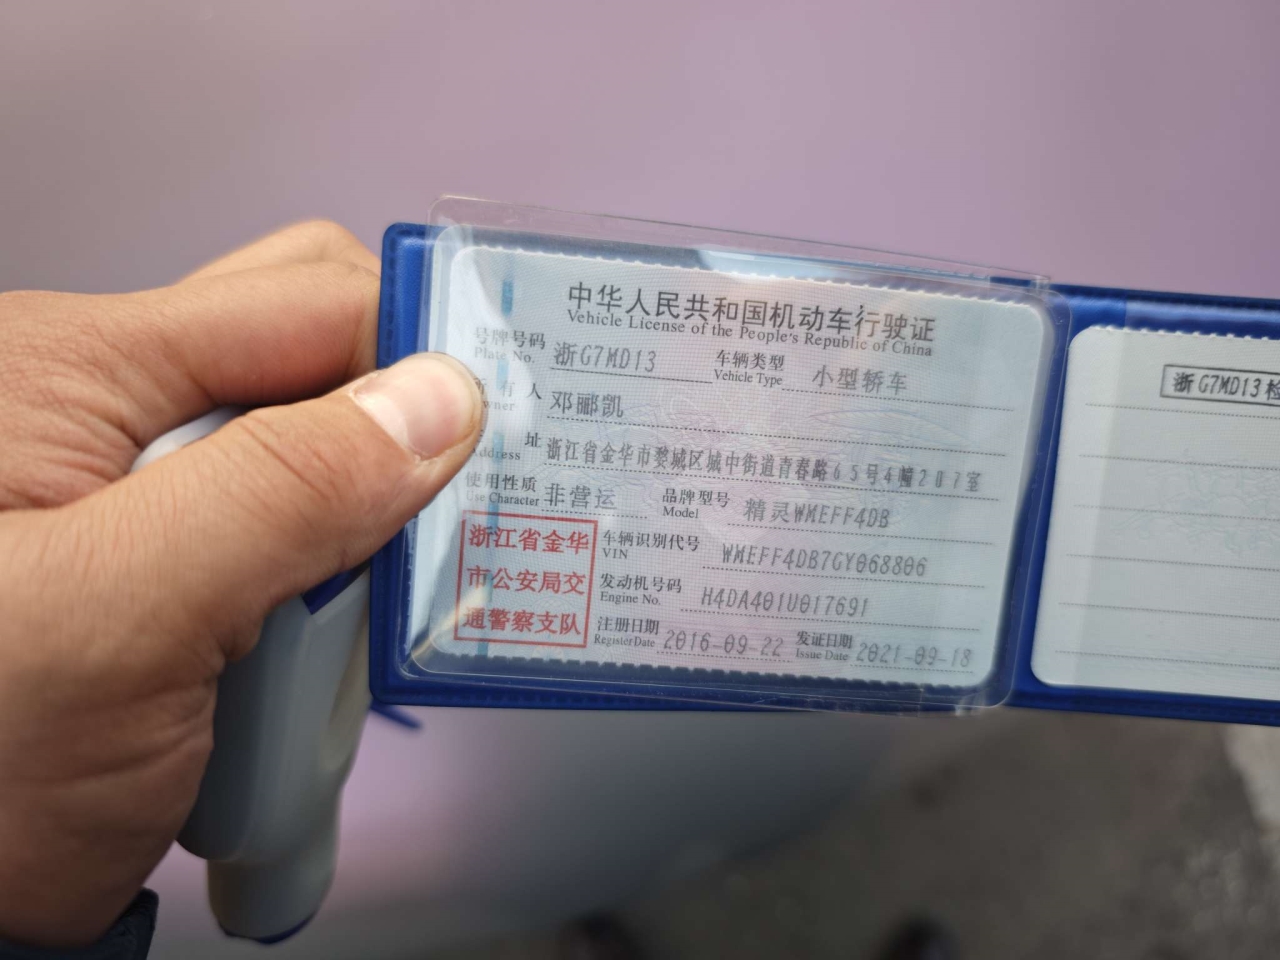 中华人民共和国机动车行驶证
Vehicle License of the People's Republic of China
号牌号码 浙G7MD13 车辆类型 小型轿车
Plate No. Vehicle Type
有 人 邓郦凯
址 浙江省金华市婺城区城中街道青春路65号4幢207室
Address
使用性质 非营运 品牌型号 精灵WMEFF4DB
Use Character Model
车辆识别代号 WMEFF4DB7GY068806
VIN
发动机号码 H4DA401U017691
Engine No.
注册日期 2016-09-22 发证日期 2021-09-18
Register Date Issue Date
浙江省金华
市公安局交
通警察支队
浙G7MD13检